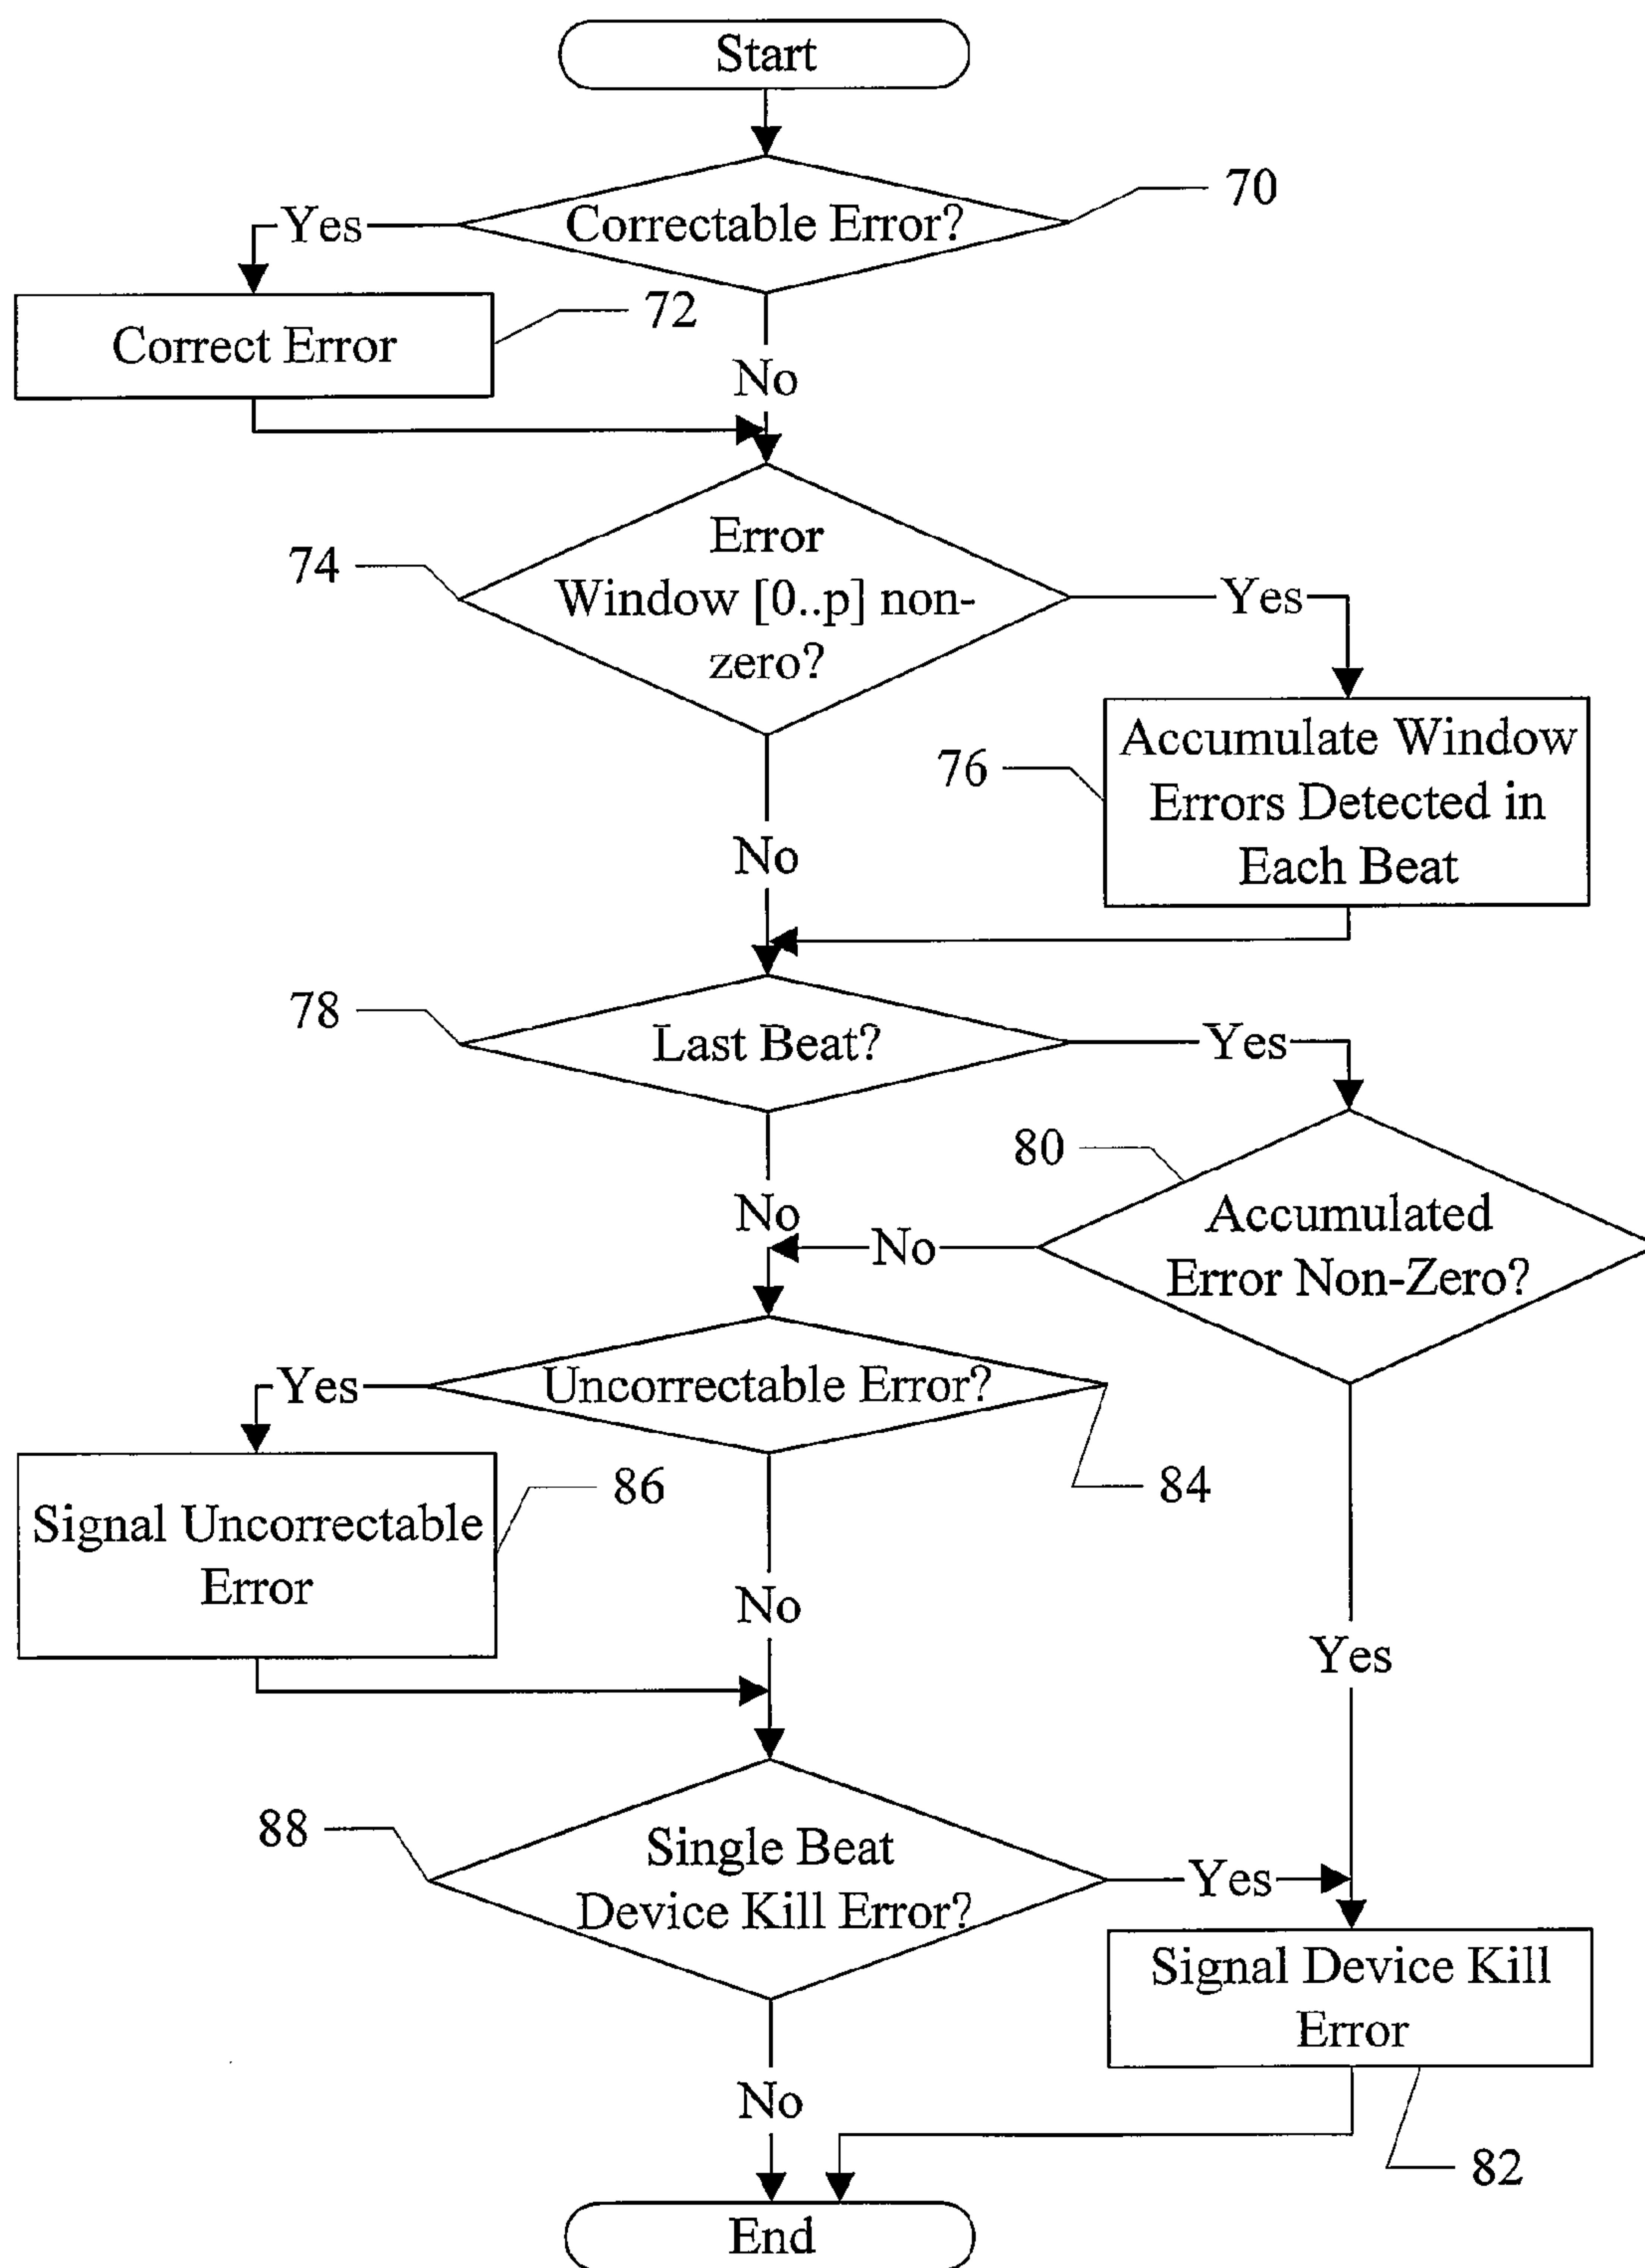 Start
70
Correctable Error?
Yes
72
Correct Error
No
Error
Window [0..p] non-
zero?
74
Yes
76
Accumulate Window
Errors Detected in
Each Beat
No
78
Last Beat?
Yes
80
Accumulated
Error Non-Zero?
No
No
Uncorrectable Error?
Yes
84
86
Signal Uncorrectable
Error
No
Yes
88
Single Beat
Device Kill Error?
Yes
Signal Device Kill
Error
No
82
End